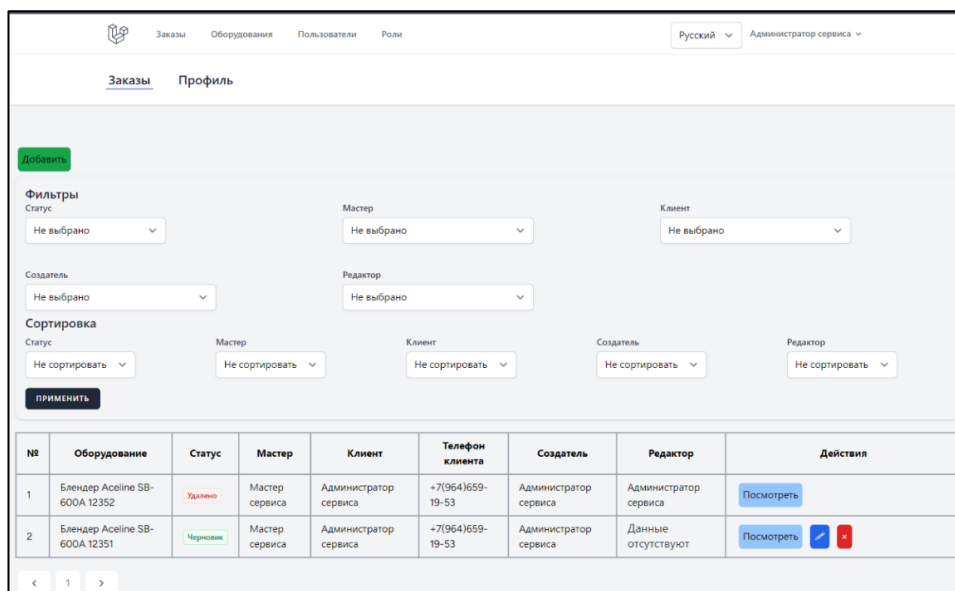 Заказы Оборудования Пользователи Роли Русский Администратор сервиса
Заказы Профиль
Добавить
Фильтры
Статус Мастер Клиент
Не выбрано Не выбрано Не выбрано
Создатель Редактор
Не выбрано Не выбрано
Сортировка
Статус Мастер Клиент Создатель Редактор
Не сортировать Не сортировать Не сортировать Не сортировать Не сортировать
ПРИМЕНИТЬ
№ Оборудование Статус Мастер Клиент Телефон клиента Создатель Редактор Действия
1 Блендер Aceline SB-600A 12352 Удалено Мастер сервиса Администратор сервиса +7(964)659-19-53 Администратор сервиса Администратор сервиса Посмотреть
2 Блендер Aceline SB-600A 12351 Черновик Мастер сервиса Администратор сервиса +7(964)659-19-53 Администратор сервиса Данные отсутствуют Посмотреть ×
‹ 1 ›